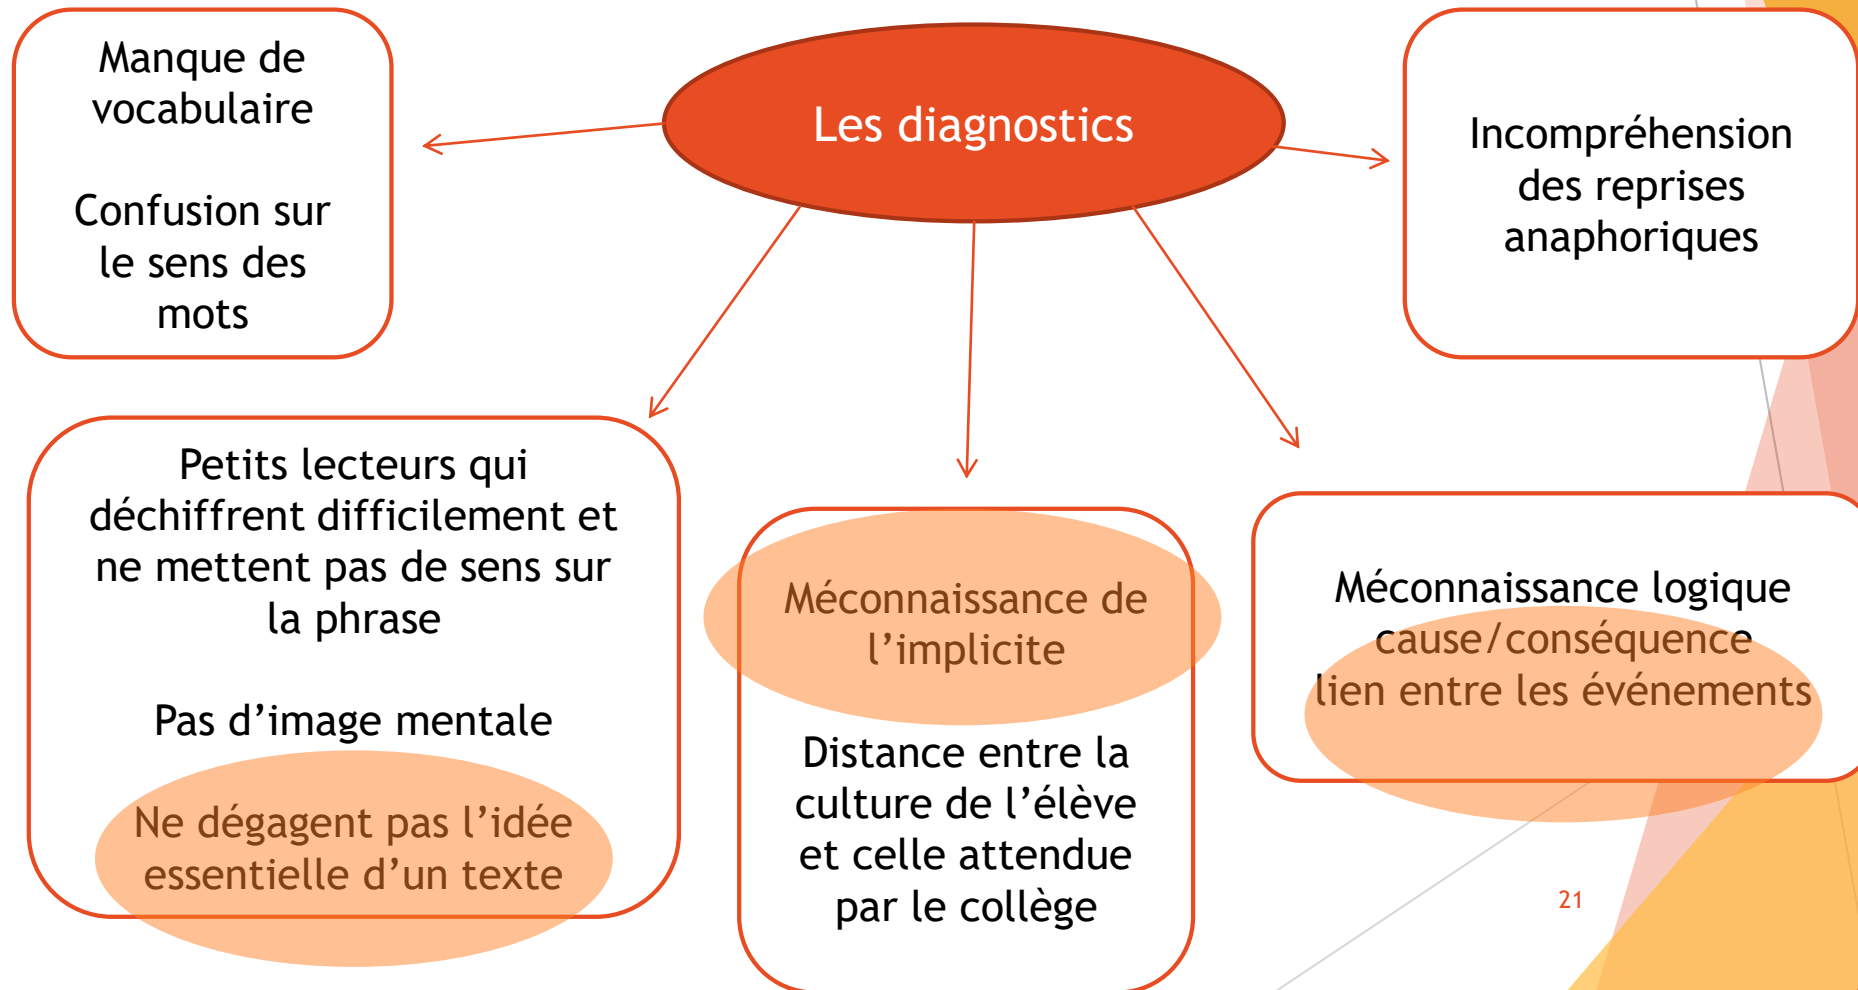 Les diagnostics
Manque de
vocabulaire
Confusion sur
le sens des
mots
Incompréhension
des reprises
anaphoriques
Petits lecteurs qui
déchiffrent difficilement et
ne mettent pas de sens sur
la phrase
Pas d’image mentale
Ne dégagent pas l’idée
essentielle d’un texte
Méconnaissance de
l’implicite
Distance entre la
culture de l’élève
et celle attendue
par le collège
Méconnaissance logique
cause/conséquence
lien entre les événements
21